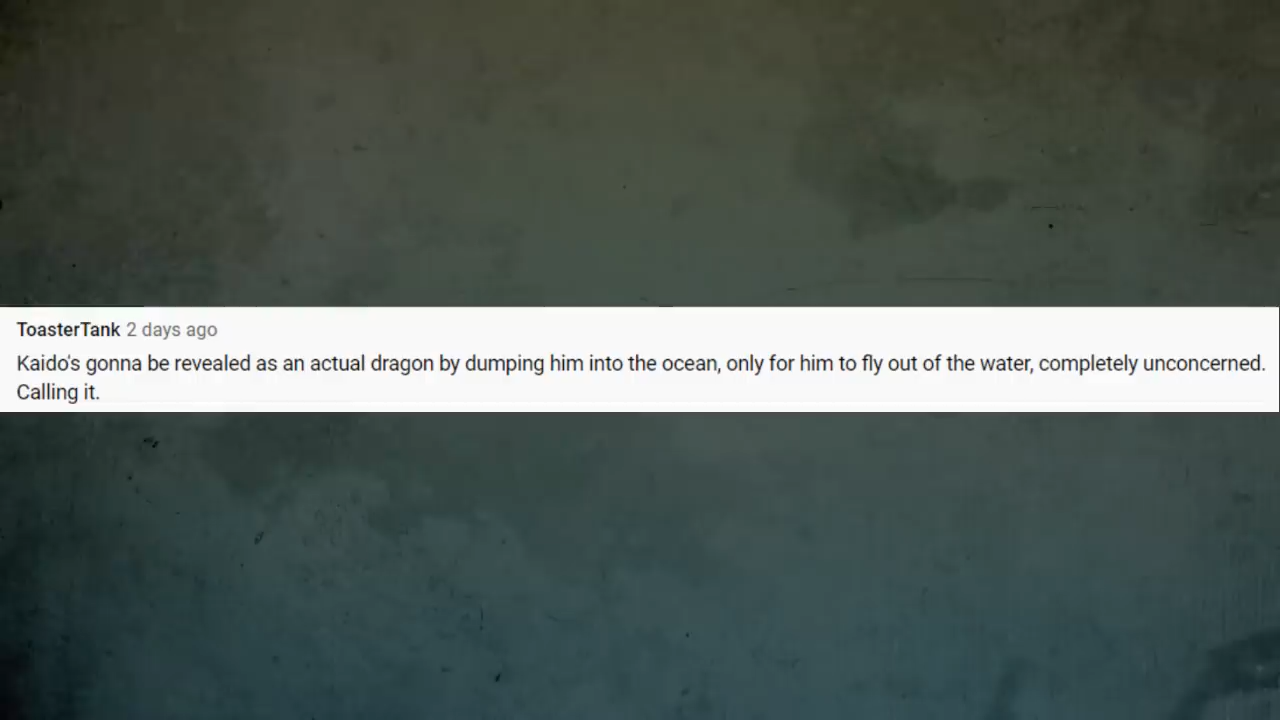 ToasterTank 2 days ago
Kaido's gonna be revealed as an actual dragon by dumping him into the ocean, only for him to fly out of the water, completely unconcerned.
Calling it.